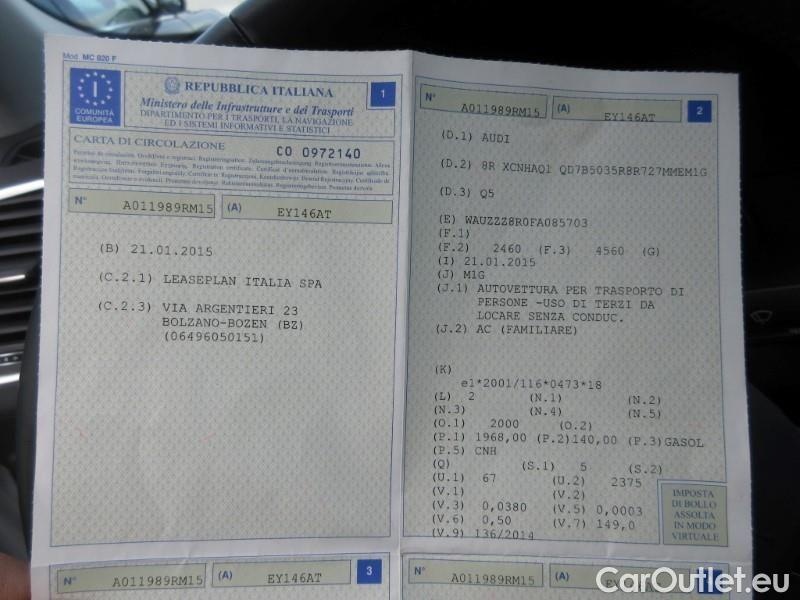 Mod. MC 820 F
I
COMUNITÀ
EUROPEA
REPUBBLICA ITALIANA
Ministero delle Infrastrutture e dei Trasporti
DIPARTIMENTO PER I TRASPORTI, LA NAVIGAZIONE
ED I SISTEMI INFORMATIVI E STATISTICI
1
CARTA DI CIRCOLAZIONE
CO 0972140
N° A011989RM15 (A) EY146AT
(B) 21.01.2015
(C.2.1) LEASEPLAN ITALIA SPA
(C.2.3) VIA ARGENTIERI 23
BOLZANO-BOZEN (BZ)
(06496050151)
N° A011989RM15 (A) EY146AT 2
(D.1) AUDI
(D.2) 8R XCNHAQ1 QD7B5035R8R727MMEM1G
(D.3) Q5
(E) WAUZZZ8R0FA085703
(F.1)
(F.2) 2460 (F.3) 4560 (G)
(I) 21.01.2015
(J) M1G
(J.1) AUTOVETTURA PER TRASPORTO DI
PERSONE -USO DI TERZI DA
LOCARE SENZA CONDUC.
(J.2) AC (FAMILIARE)
(K)
e1*2001/116*0473*18
(L) 2 (N.1) (N.2)
(N.3) (N.4) (N.5)
(O.1) 2000 (O.2)
(P.1) 1968,00 (P.2)140,00 (P.3)GASOL
(P.5) CNH
(Q) (S.1) 5 (S.2)
(U.1) 67 (U.2) 2375
(V.1) (V.2)
(V.3) 0,0380 (V.5) 0,0003
(V.6) 0,50 (V.7) 149,0
(V.9) 136/2014
IMPOSTA
DI BOLLO
ASSOLTA
IN MODO
VIRTUALE
N° A011989RM15 (A) EY146AT 3
N° A011989RM15 (A) EY146AT
CarOutlet.eu